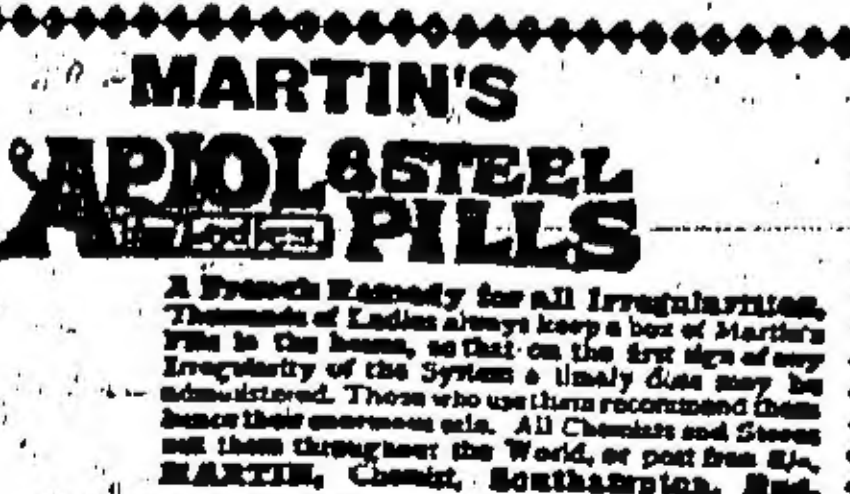 MARTIN'S
APIOL & STEEL
For Ladies PILLS
A French Remedy for all Irregularities.
Thousands of Ladies always keep a box of Martin's
Pills in the house, so that on the first sign of any
Irregularity of the System a timely dose may be
administered. Those who use them recommend them
hence their enormous sale. All Chemists and Stores
sell them throughout the World, or post free
MARTIN, Chemist, Southampton, Eng.